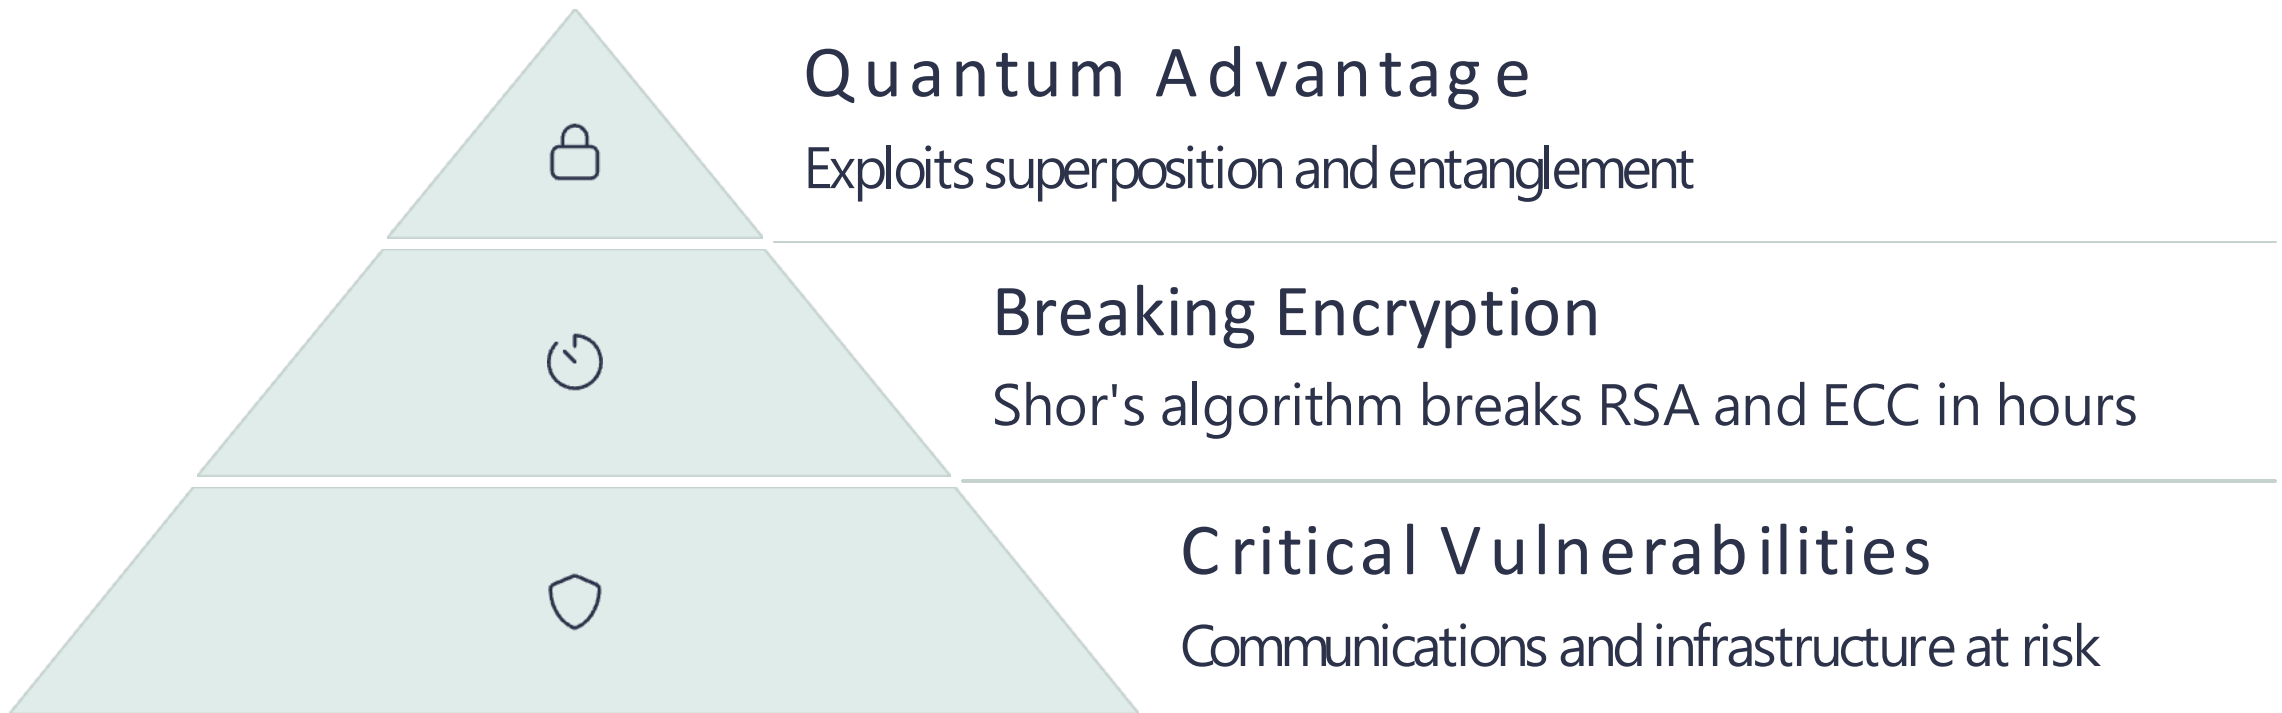 Quantum Advantage
Exploits superposition and entanglement
Breaking Encryption
Shor's algorithm breaks RSA and ECC in hours
Critical Vulnerabilities
Communications and infrastructure at risk